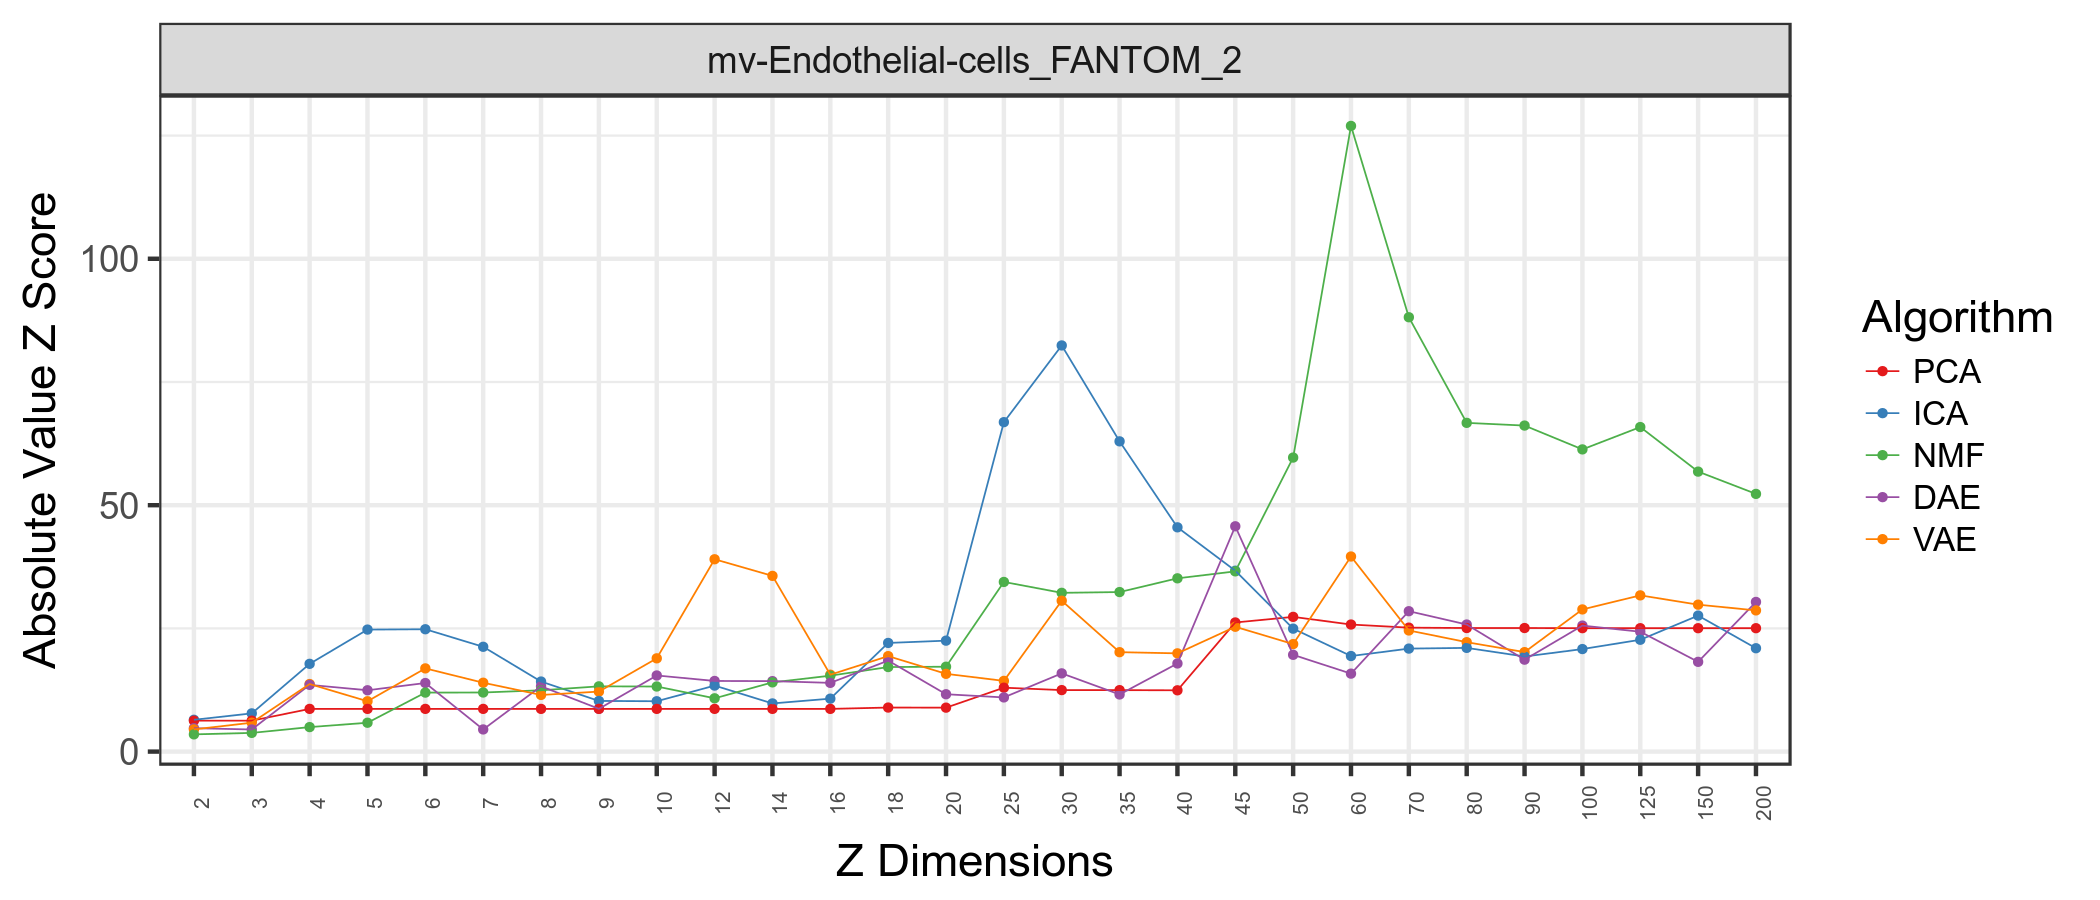 mv-Endothelial-cells_FANTOM_2
Absolute Value Z Score
100
50
0
2 3 4 5 6 7 8 9 10 12 14 16 18 20 25 30 35 40 45 50 60 70 80 90 100 125 150 200
Z Dimensions
Algorithm
PCA
ICA
NMF
DAE
VAE